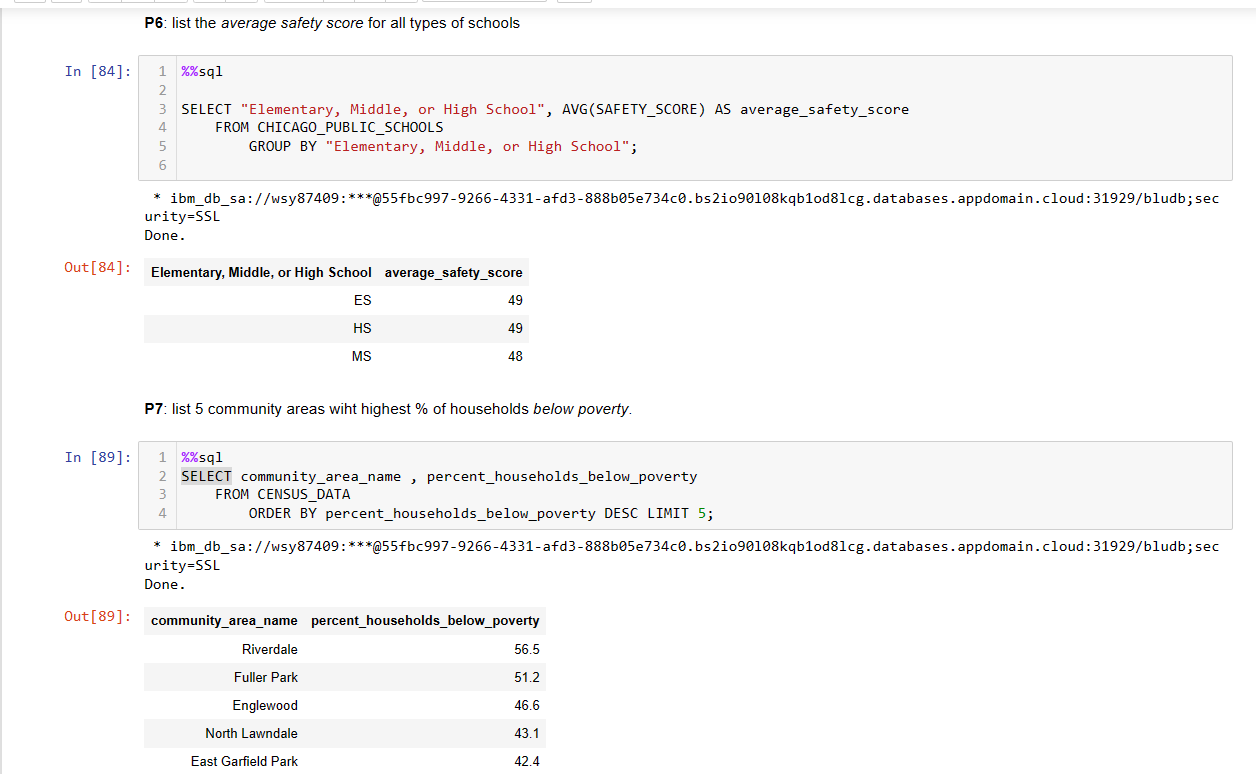 P6: list the average safety score for all types of schools
In [84]:
1 %%sql
2
3 SELECT "Elementary, Middle, or High School", AVG(SAFETY_SCORE) AS average_safety_score
4 FROM CHICAGO_PUBLIC_SCHOOLS
5 GROUP BY "Elementary, Middle, or High School";
6
* ibm_db_sa://wsy87409:***@55fbc997-9266-4331-afd3-888b05e734c0.bs2io90l08kqb1od8lcg.databases.appdomain.cloud:31929/bludb;sec
urity=SSL
Done.
Out[84]:
Elementary, Middle, or High School average_safety_score
ES 49
HS 49
MS 48
P7: list 5 community areas wiht highest % of households below poverty.
In [89]:
1 %%sql
2 SELECT community_area_name , percent_households_below_poverty
3 FROM CENSUS_DATA
4 ORDER BY percent_households_below_poverty DESC LIMIT 5;
* ibm_db_sa://wsy87409:***@55fbc997-9266-4331-afd3-888b05e734c0.bs2io90l08kqb1od8lcg.databases.appdomain.cloud:31929/bludb;sec
urity=SSL
Done.
Out[89]:
community_area_name percent_households_below_poverty
Riverdale 56.5
Fuller Park 51.2
Englewood 46.6
North Lawndale 43.1
East Garfield Park 42.4